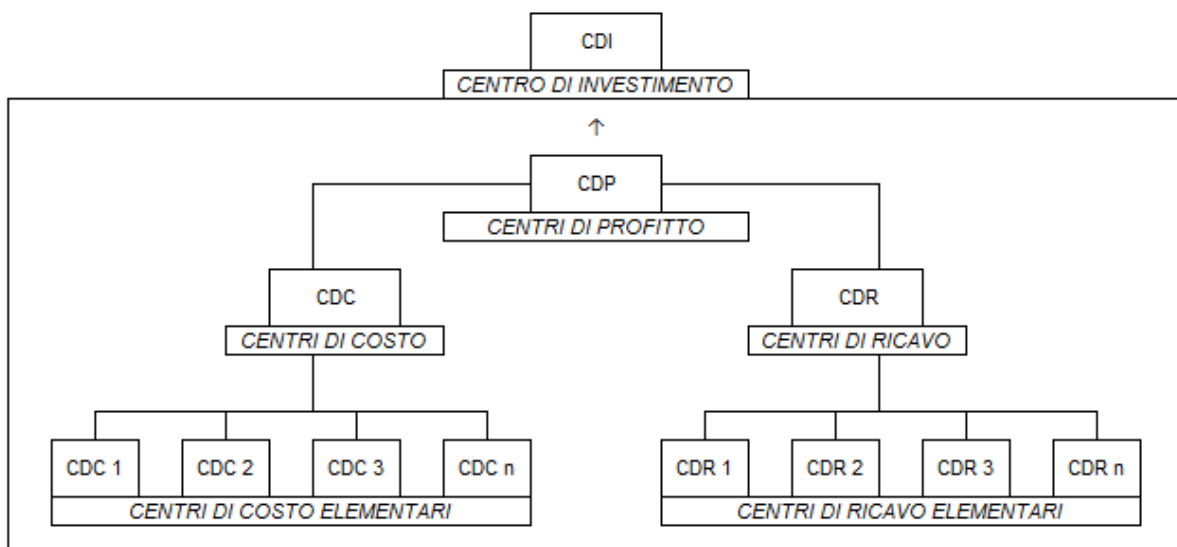 CDI
CENTRO DI INVESTIMENTO
↑
CDP
CENTRI DI PROFITTO
CDC
CDR
CENTRI DI COSTO
CENTRI DI RICAVO
CDC 1
CDC 2
CDC 3
CDC n
CDR 1
CDR 2
CDR 3
CDR n
CENTRI DI COSTO ELEMENTARI
CENTRI DI RICAVO ELEMENTARI